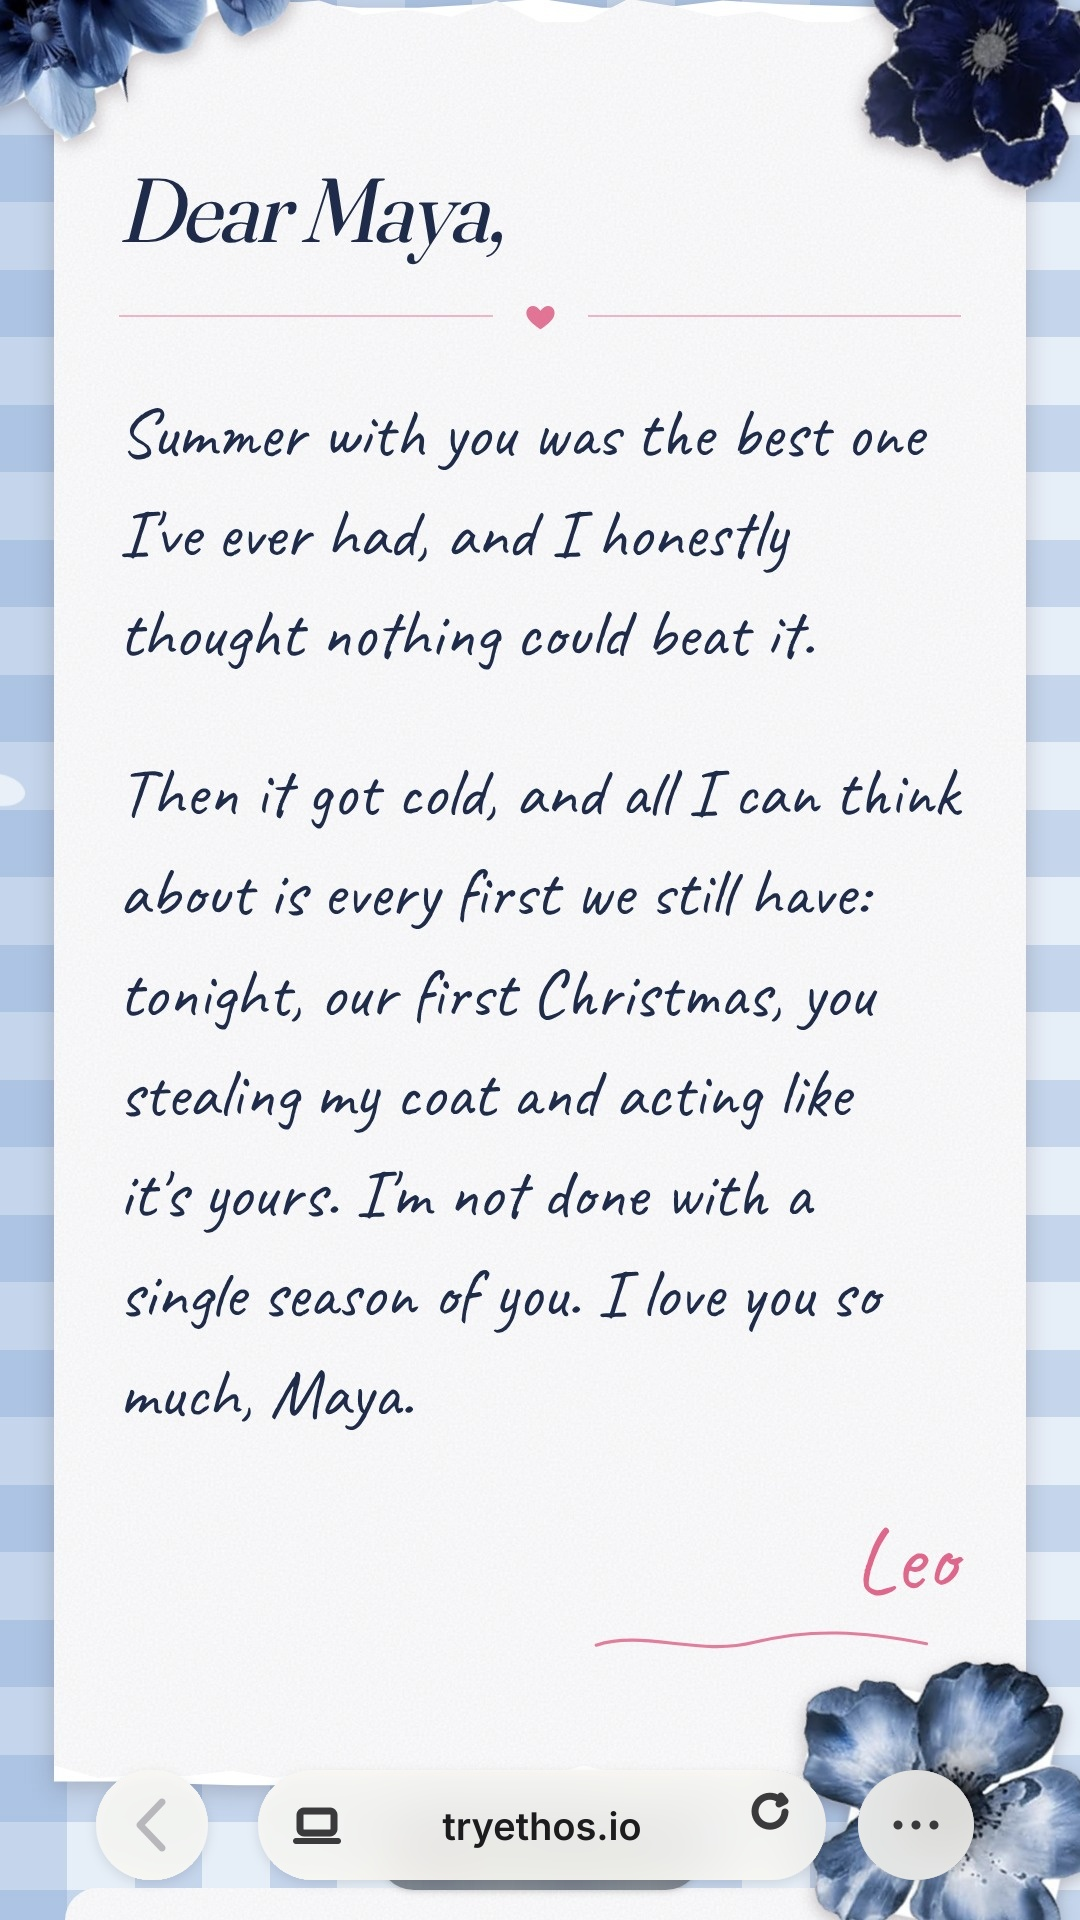 Dear Maya,
Summer with you was the best one
I've ever had, and I honestly
thought nothing could beat it.
Then it got cold, and all I can think
about is every first we still have:
tonight, our first Christmas, you
stealing my coat and acting like
it's yours. I'm not done with a
single season of you. I love you so
much, Maya.
Leo
tryethos.io